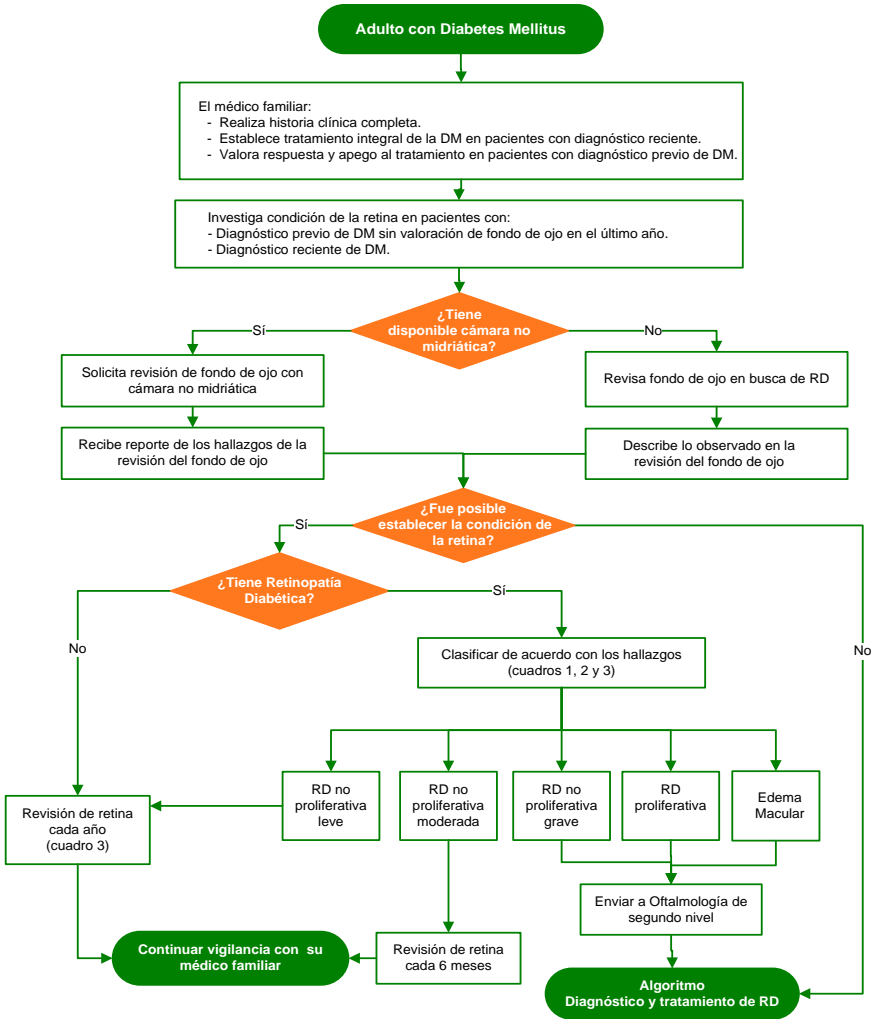 Adulto con Diabetes Mellitus
El médico familiar:
- Realiza historia clínica completa.
- Establece tratamiento integral de la DM en pacientes con diagnóstico reciente.
- Valora respuesta y apego al tratamiento en pacientes con diagnóstico previo de DM.
Investiga condición de la retina en pacientes con:
- Diagnóstico previo de DM sin valoración de fondo de ojo en el último año.
- Diagnóstico reciente de DM.
¿Tiene
disponible cámara no
midriática?
Sí
No
Solicita revisión de fondo de ojo con
cámara no midriática
Revisa fondo de ojo en busca de RD
Recibe reporte de los hallazgos de la
revisión del fondo de ojo
Describe lo observado en la
revisión del fondo de ojo
¿Fue posible
establecer la condición de
la retina?
Sí
No
¿Tiene Retinopatía
Diabética?
No
Sí
Clasificar de acuerdo con los hallazgos
(cuadros 1, 2 y 3)
RD no
proliferativa
leve
RD no
proliferativa
moderada
RD no
proliferativa
grave
RD
proliferativa
Edema
Macular
Revisión de retina
cada año
(cuadro 3)
Enviar a Oftalmología de
segundo nivel
Continuar vigilancia con su
médico familiar
Revisión de retina
cada 6 meses
Algoritmo
Diagnóstico y tratamiento de RD